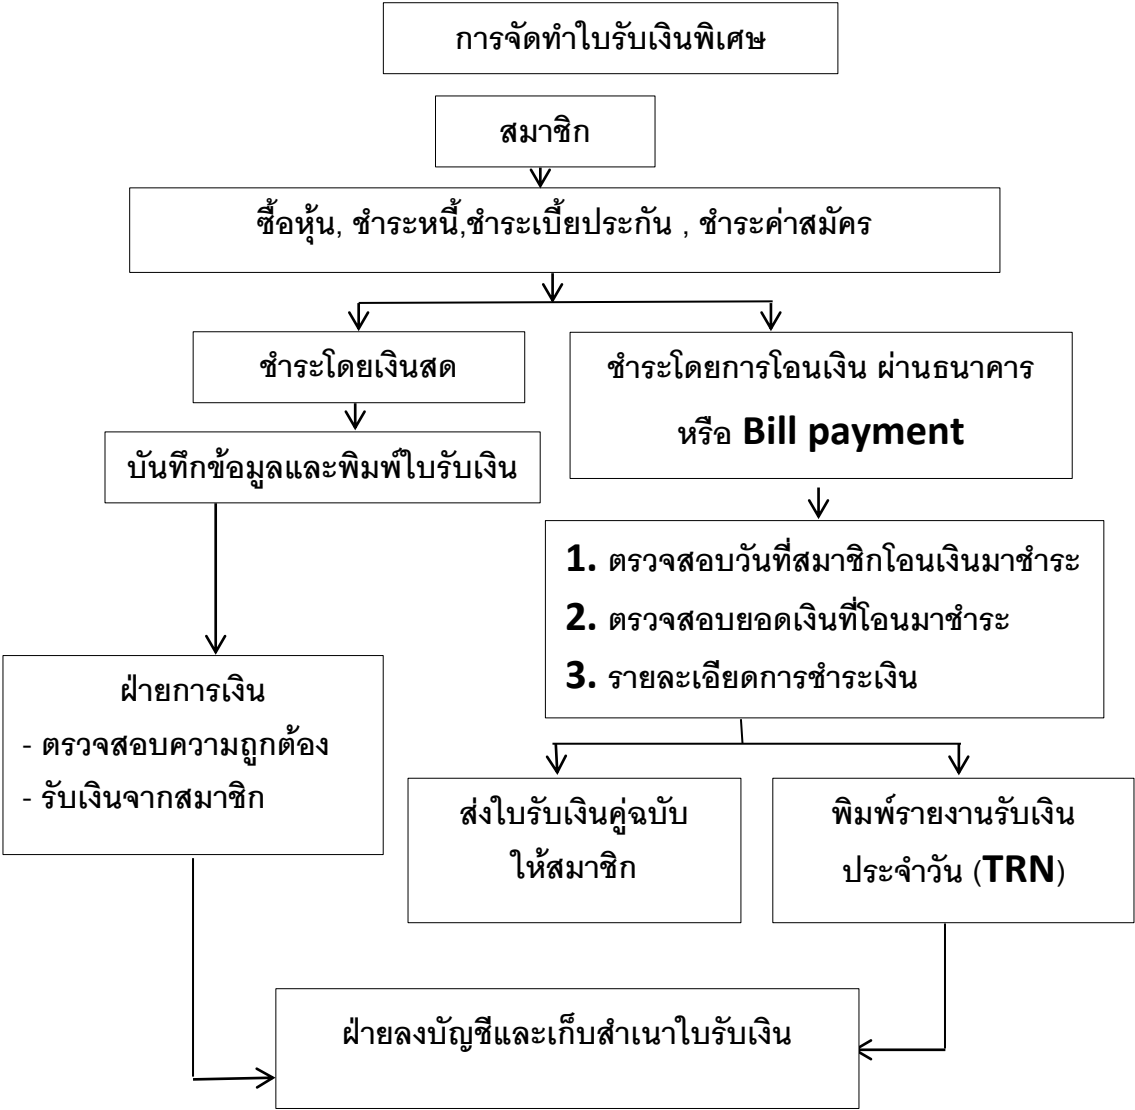 การจัดทำใบรับเงินพิเศษ
สมาชิก
ซื้อหุ้น, ชำระหนี้,ชำระเบี้ยประกัน , ชำระค่าสมัคร
ชำระโดยเงินสด
ชำระโดยการโอนเงิน ผ่านธนาคาร
หรือ Bill payment
บันทึกข้อมูลและพิมพ์ใบรับเงิน
1. ตรวจสอบวันที่สมาชิกโอนเงินมาชำระ
2. ตรวจสอบยอดเงินที่โอนมาชำระ
3. รายละเอียดการชำระเงิน
ฝ่ายการเงิน
- ตรวจสอบความถูกต้อง
- รับเงินจากสมาชิก
ส่งใบรับเงินคู่ฉบับ
ให้สมาชิก
พิมพ์รายงานรับเงิน
ประจำวัน (TRN)
ฝ่ายลงบัญชีและเก็บสำเนาใบรับเงิน